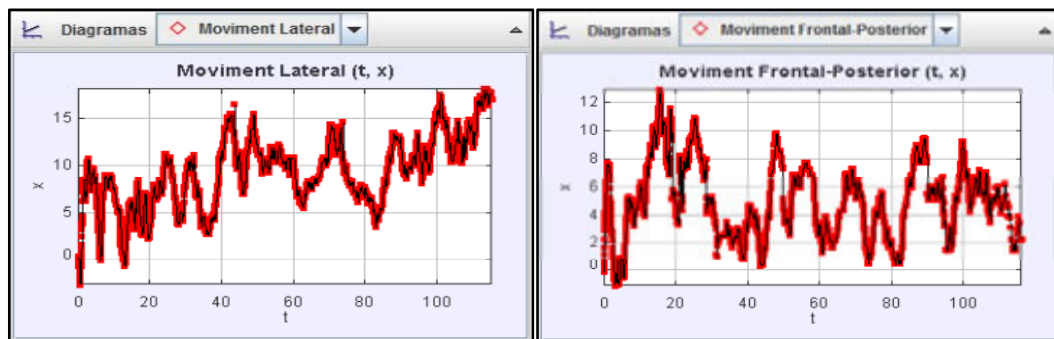 Diagramas Moviment Lateral
Moviment Lateral (t, x)
15
10
5
0
x
0 20 40 60 80 100
t
Diagramas Moviment Frontal-Posterior
Moviment Frontal-Posterior (t, x)
12
10
8
6
4
2
0
x
0 20 40 60 80 100
t